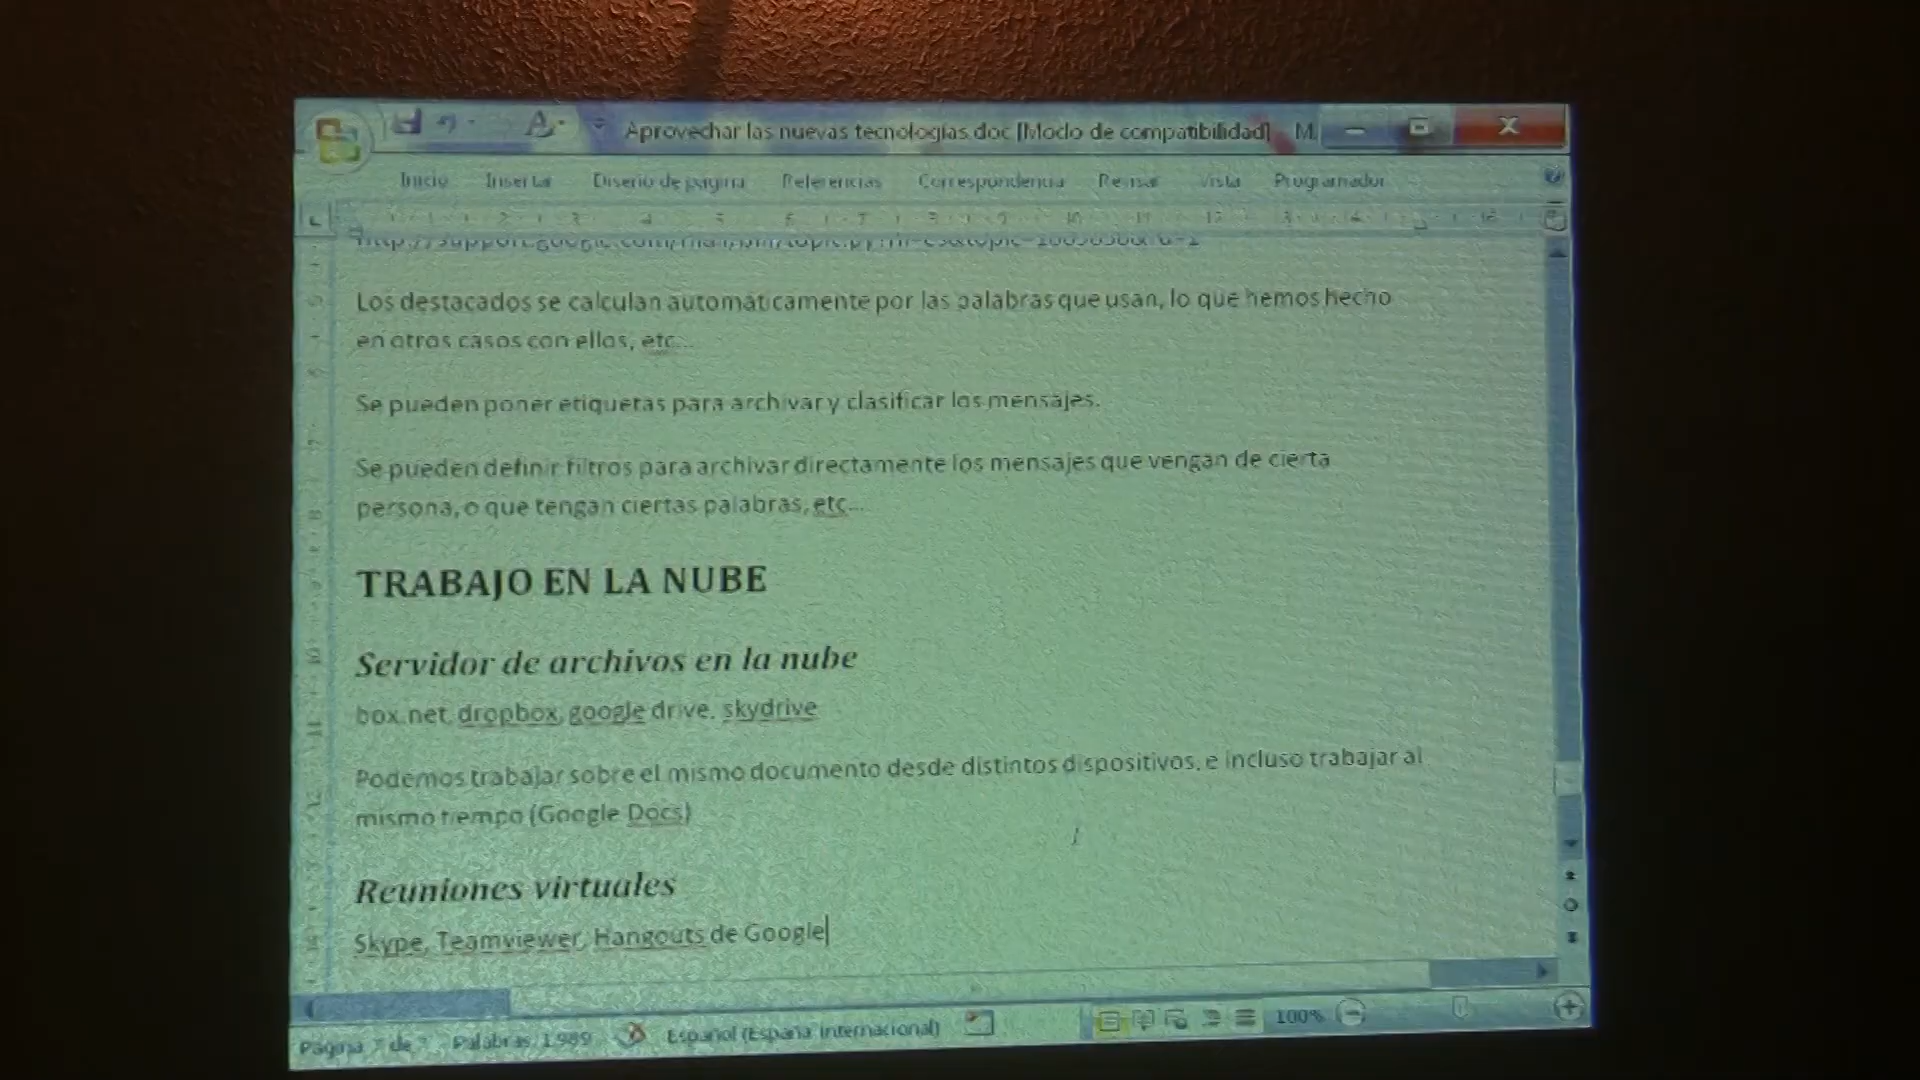 Aprovechar las nuevas tecnologías.doc [Modo de compatibilidad] M
Inicio Insertar Diseño de página Referencias Correspondencia Revisar Vista Programador
Los destacados se calculan automáticamente por las palabras que usan, lo que hemos hecho
en otros casos con ellos, etc...
Se pueden poner etiquetas para archivar y clasificar los mensajes.
Se pueden definir filtros para archivar directamente los mensajes que vengan de cierta
persona, o que tengan ciertas palabras, etc...
TRABAJO EN LA NUBE
Servidor de archivos en la nube
box.net, dropbox, google drive, skydrive
Podemos trabajar sobre el mismo documento desde distintos dispositivos, e incluso trabajar al
mismo tiempo (Google Docs)
Reuniones virtuales
Skype, Teamviewer, Hangouts de Google
Página de Palabras: 1.989 Español (España, internacional) 100%